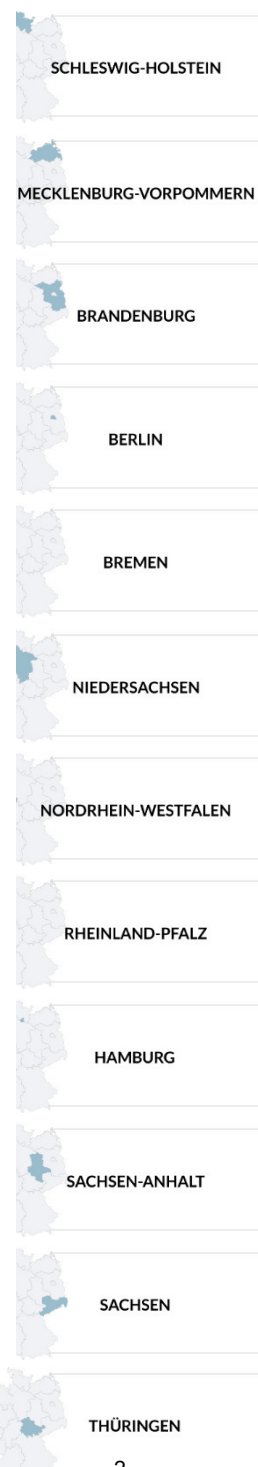 SCHLESWIG-HOLSTEIN
MECKLENBURG-VORPOMMERN
BRANDENBURG
BERLIN
BREMEN
NIEDERSACHSEN
NORDRHEIN-WESTFALEN
RHEINLAND-PFALZ
HAMBURG
SACHSEN-ANHALT
SACHSEN
THÜRINGEN